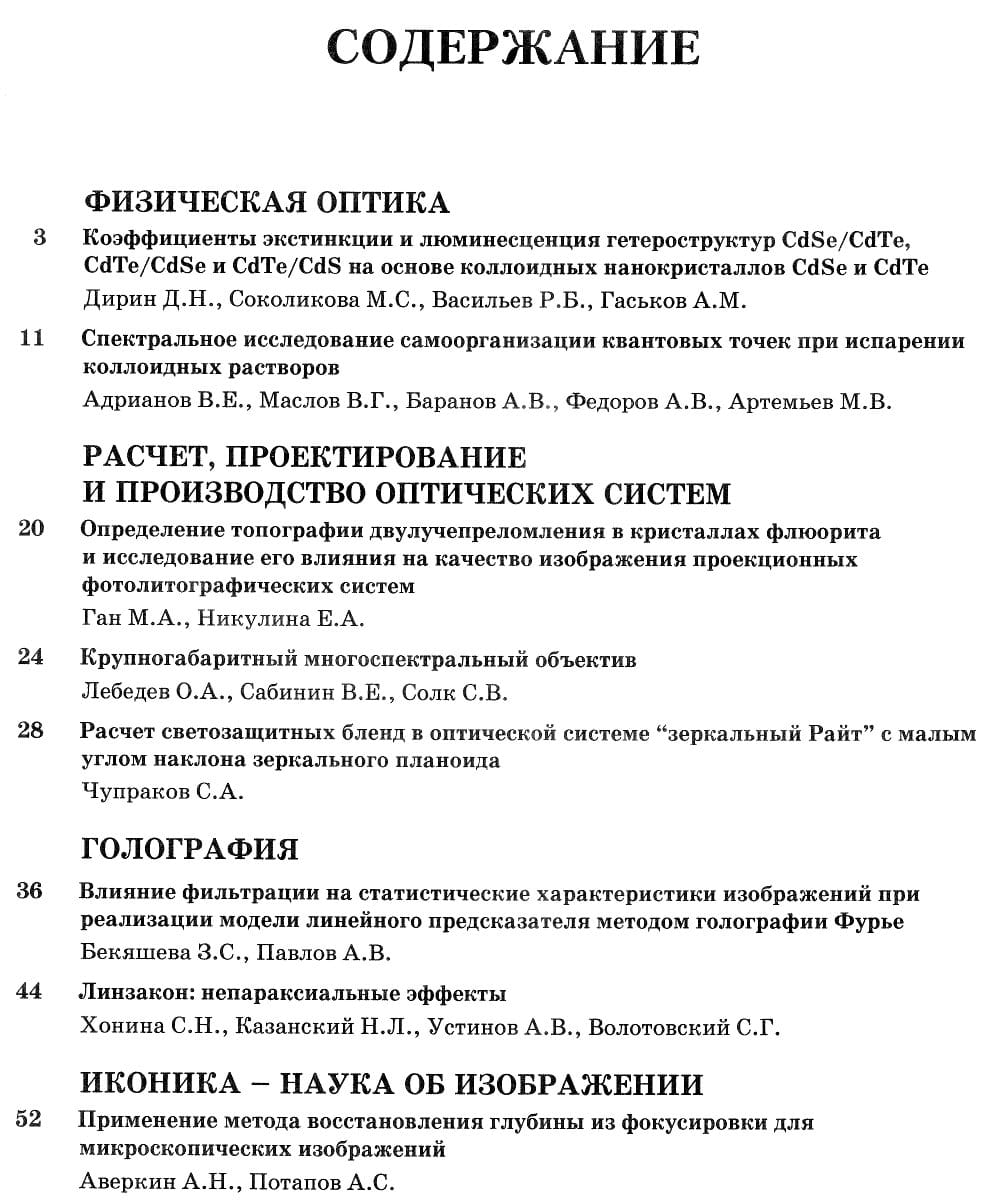 СОДЕРЖАНИЕ
ФИЗИЧЕСКАЯ ОПТИКА
3 Коэффициенты экстинкции и люминесценция гетероструктур CdSe/CdTe,
CdTe/CdSe и CdTe/CdS на основе коллоидных нанокристаллов CdSe и CdTe
Дирин Д.Н., Соколикова М.С., Васильев Р.Б., Гаськов А.М.
11 Спектральное исследование самоорганизации квантовых точек при испарении
коллоидных растворов
Адрианов В.Е., Маслов В.Г., Баранов А.В., Федоров А.В., Артемьев М.В.
РАСЧЕТ, ПРОЕКТИРОВАНИЕ
И ПРОИЗВОДСТВО ОПТИЧЕСКИХ СИСТЕМ
20 Определение топографии двулучепреломления в кристаллах флюорита
и исследование его влияния на качество изображения проекционных
фотолитографических систем
Ган М.А., Никулина Е.А.
24 Крупногабаритный многоспектральный объектив
Лебедев О.А., Сабинин В.Е., Солк С.В.
28 Расчет светозащитных бленд в оптической системе “зеркальный Райт” с малым
углом наклона зеркального планоида
Чупраков С.А.
ГОЛОГРАФИЯ
36 Влияние фильтрации на статистические характеристики изображений при
реализации модели линейного предсказателя методом голографии Фурье
Бекяшева З.С., Павлов А.В.
44 Линзакон: непараксиальные эффекты
Хонина С.Н., Казанский Н.Л., Устинов А.В., Волотовский С.Г.
ИКОНИКА – НАУКА ОБ ИЗОБРАЖЕНИИ
52 Применение метода восстановления глубины из фокусировки для
микроскопических изображений
Аверкин А.Н., Потапов А.С.